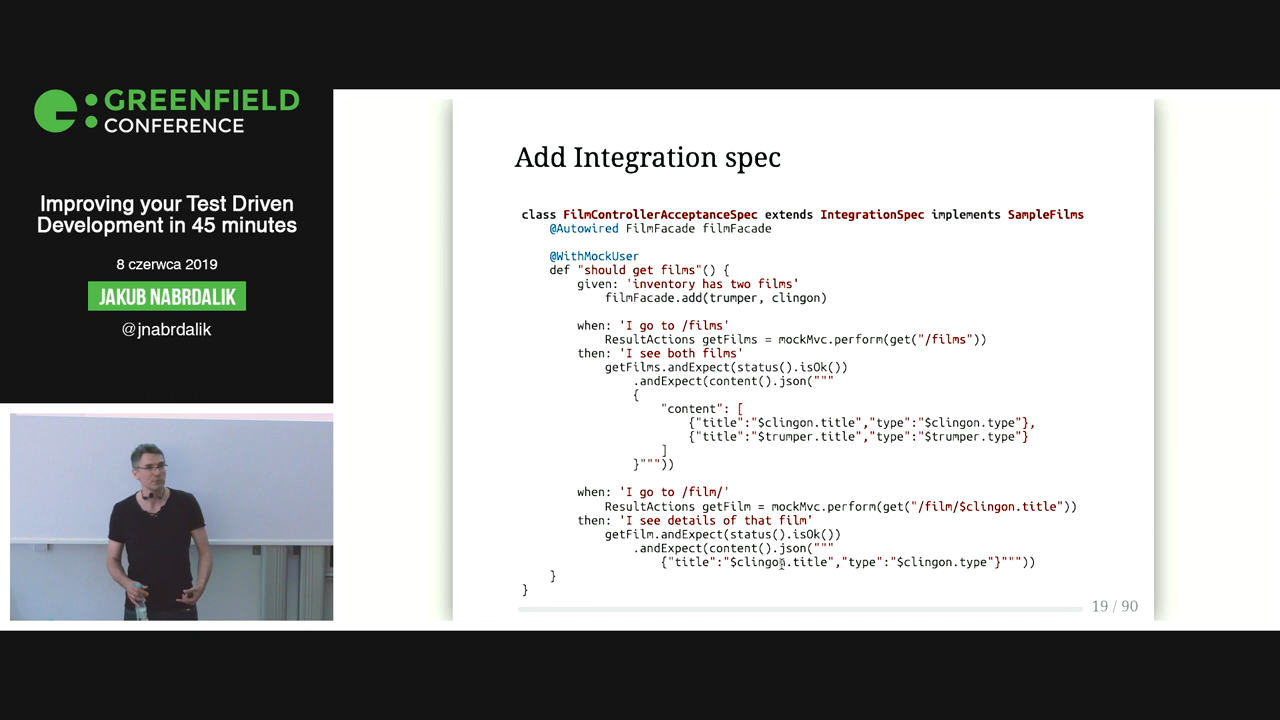 GREENFIELD
CONFERENCE
Improving your Test Driven
Development in 45 minutes
8 czerwca 2019
JAKUB NABRDALIK
@jnabrdalik
Add Integration spec
class FilmControllerAcceptanceSpec extends IntegrationSpec implements SampleFilms
@Autowired FilmFacade filmFacade
@WithMockUser
def "should get films"() {
given: 'inventory has two films'
filmFacade.add(trumper, clingon)
when: 'I go to /films'
ResultActions getFilms = mockMvc.perform(get("/films"))
then: 'I see both films'
getFilms.andExpect(status().isOk())
.andExpect(content().json("""
{
"content": [
{"title":"$clingon.title","type":"$clingon.type"},
{"title":"$trumper.title","type":"$trumper.type"}
]
}"""))
when: 'I go to /film/'
ResultActions getFilm = mockMvc.perform(get("/film/$clingon.title"))
then: 'I see details of that film'
getFilm.andExpect(status().isOk())
.andExpect(content().json("""
{"title":"$clingon.title","type":"$clingon.type"}"""))
}
}
19 / 90